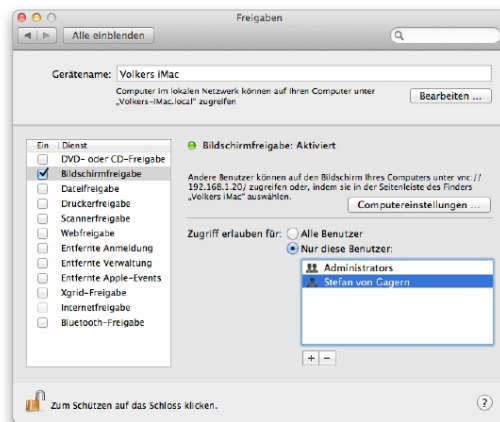 Freigaben
Alle einblenden
Gerätename: Volkers iMac
Computer im lokalen Netzwerk können auf Ihren Computer unter
„Volkers-iMac.local“ zugreifen
Bearbeiten ...
Ein Dienst
DVD- oder CD-Freigabe
Bildschirmfreigabe
Dateifreigabe
Druckerfreigabe
Scannerfreigabe
Webfreigabe
Entfernte Anmeldung
Entfernte Verwaltung
Entfernte Apple-Events
Xgrid-Freigabe
Internetfreigabe
Bluetooth-Freigabe
Bildschirmfreigabe: Aktiviert
Andere Benutzer können auf den Bildschirm Ihres Computers unter vnc://
192.168.1.20/ zugreifen oder, indem sie in der Seitenleiste des Finders
„Volkers iMac“ auswählen.
Computereinstellungen ...
Zugriff erlauben für: Alle Benutzer
Nur diese Benutzer:
Administrators
Stefan von Gagern
+ −
Zum Schützen auf das Schloss klicken.
?